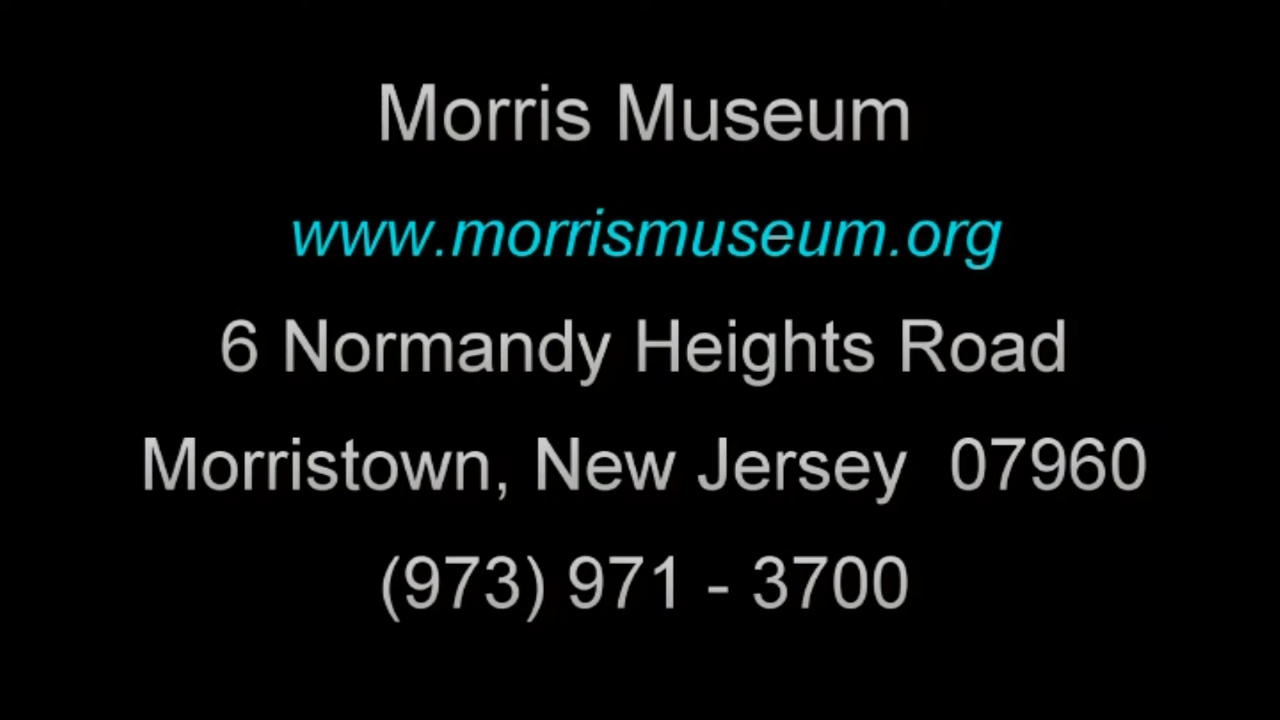 Morris Museum
www.morrismuseum.org
6 Normandy Heights Road
Morristown, New Jersey  07960
(973) 971 - 3700